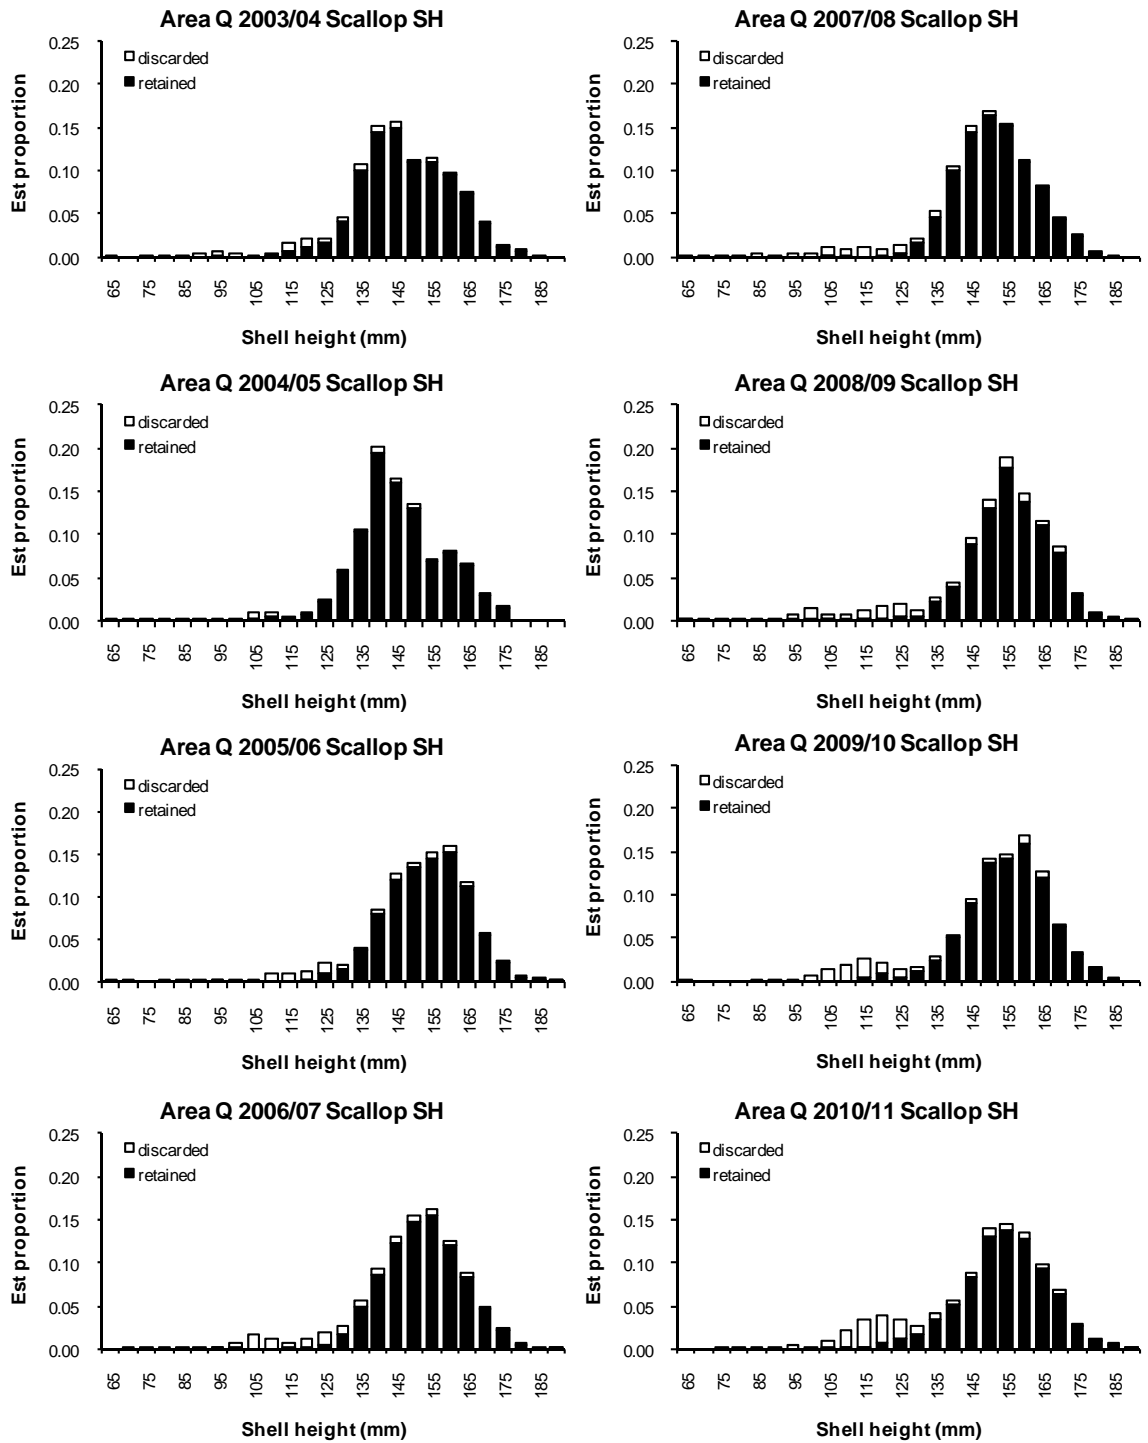 Area Q 2003/04 Scallop SH
Est proportion
0.25
0.20
0.15
0.10
0.05
0.00
discarded
retained
65 75 85 95 105 115 125 135 145 155 165 175 185
Shell height (mm)
Area Q 2007/08 Scallop SH
Est proportion
0.25
0.20
0.15
0.10
0.05
0.00
discarded
retained
65 75 85 95 105 115 125 135 145 155 165 175 185
Shell height (mm)
Area Q 2004/05 Scallop SH
Est proportion
0.25
0.20
0.15
0.10
0.05
0.00
discarded
retained
65 75 85 95 105 115 125 135 145 155 165 175 185
Shell height (mm)
Area Q 2008/09 Scallop SH
Est proportion
0.25
0.20
0.15
0.10
0.05
0.00
discarded
retained
65 75 85 95 105 115 125 135 145 155 165 175 185
Shell height (mm)
Area Q 2005/06 Scallop SH
Est proportion
0.25
0.20
0.15
0.10
0.05
0.00
discarded
retained
65 75 85 95 105 115 125 135 145 155 165 175 185
Shell height (mm)
Area Q 2009/10 Scallop SH
Est proportion
0.25
0.20
0.15
0.10
0.05
0.00
discarded
retained
65 75 85 95 105 115 125 135 145 155 165 175 185
Shell height (mm)
Area Q 2006/07 Scallop SH
Est proportion
0.25
0.20
0.15
0.10
0.05
0.00
discarded
retained
65 75 85 95 105 115 125 135 145 155 165 175 185
Shell height (mm)
Area Q 2010/11 Scallop SH
Est proportion
0.25
0.20
0.15
0.10
0.05
0.00
discarded
retained
65 75 85 95 105 115 125 135 145 155 165 175 185
Shell height (mm)